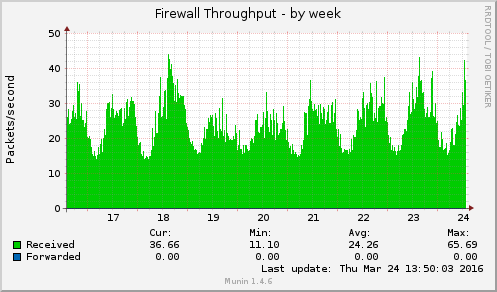 Firewall Throughput - by week
RRDTOOL / TOBI OETIKER
Packets/second
50
40
30
20
10
0
17 18 19 20 21 22 23 24
Cur: Min: Avg: Max:
Received 36.66 11.10 24.26 65.69
Forwarded 0.00 0.00 0.00 0.00
Last update: Thu Mar 24 13:50:03 2016
Munin 1.4.6